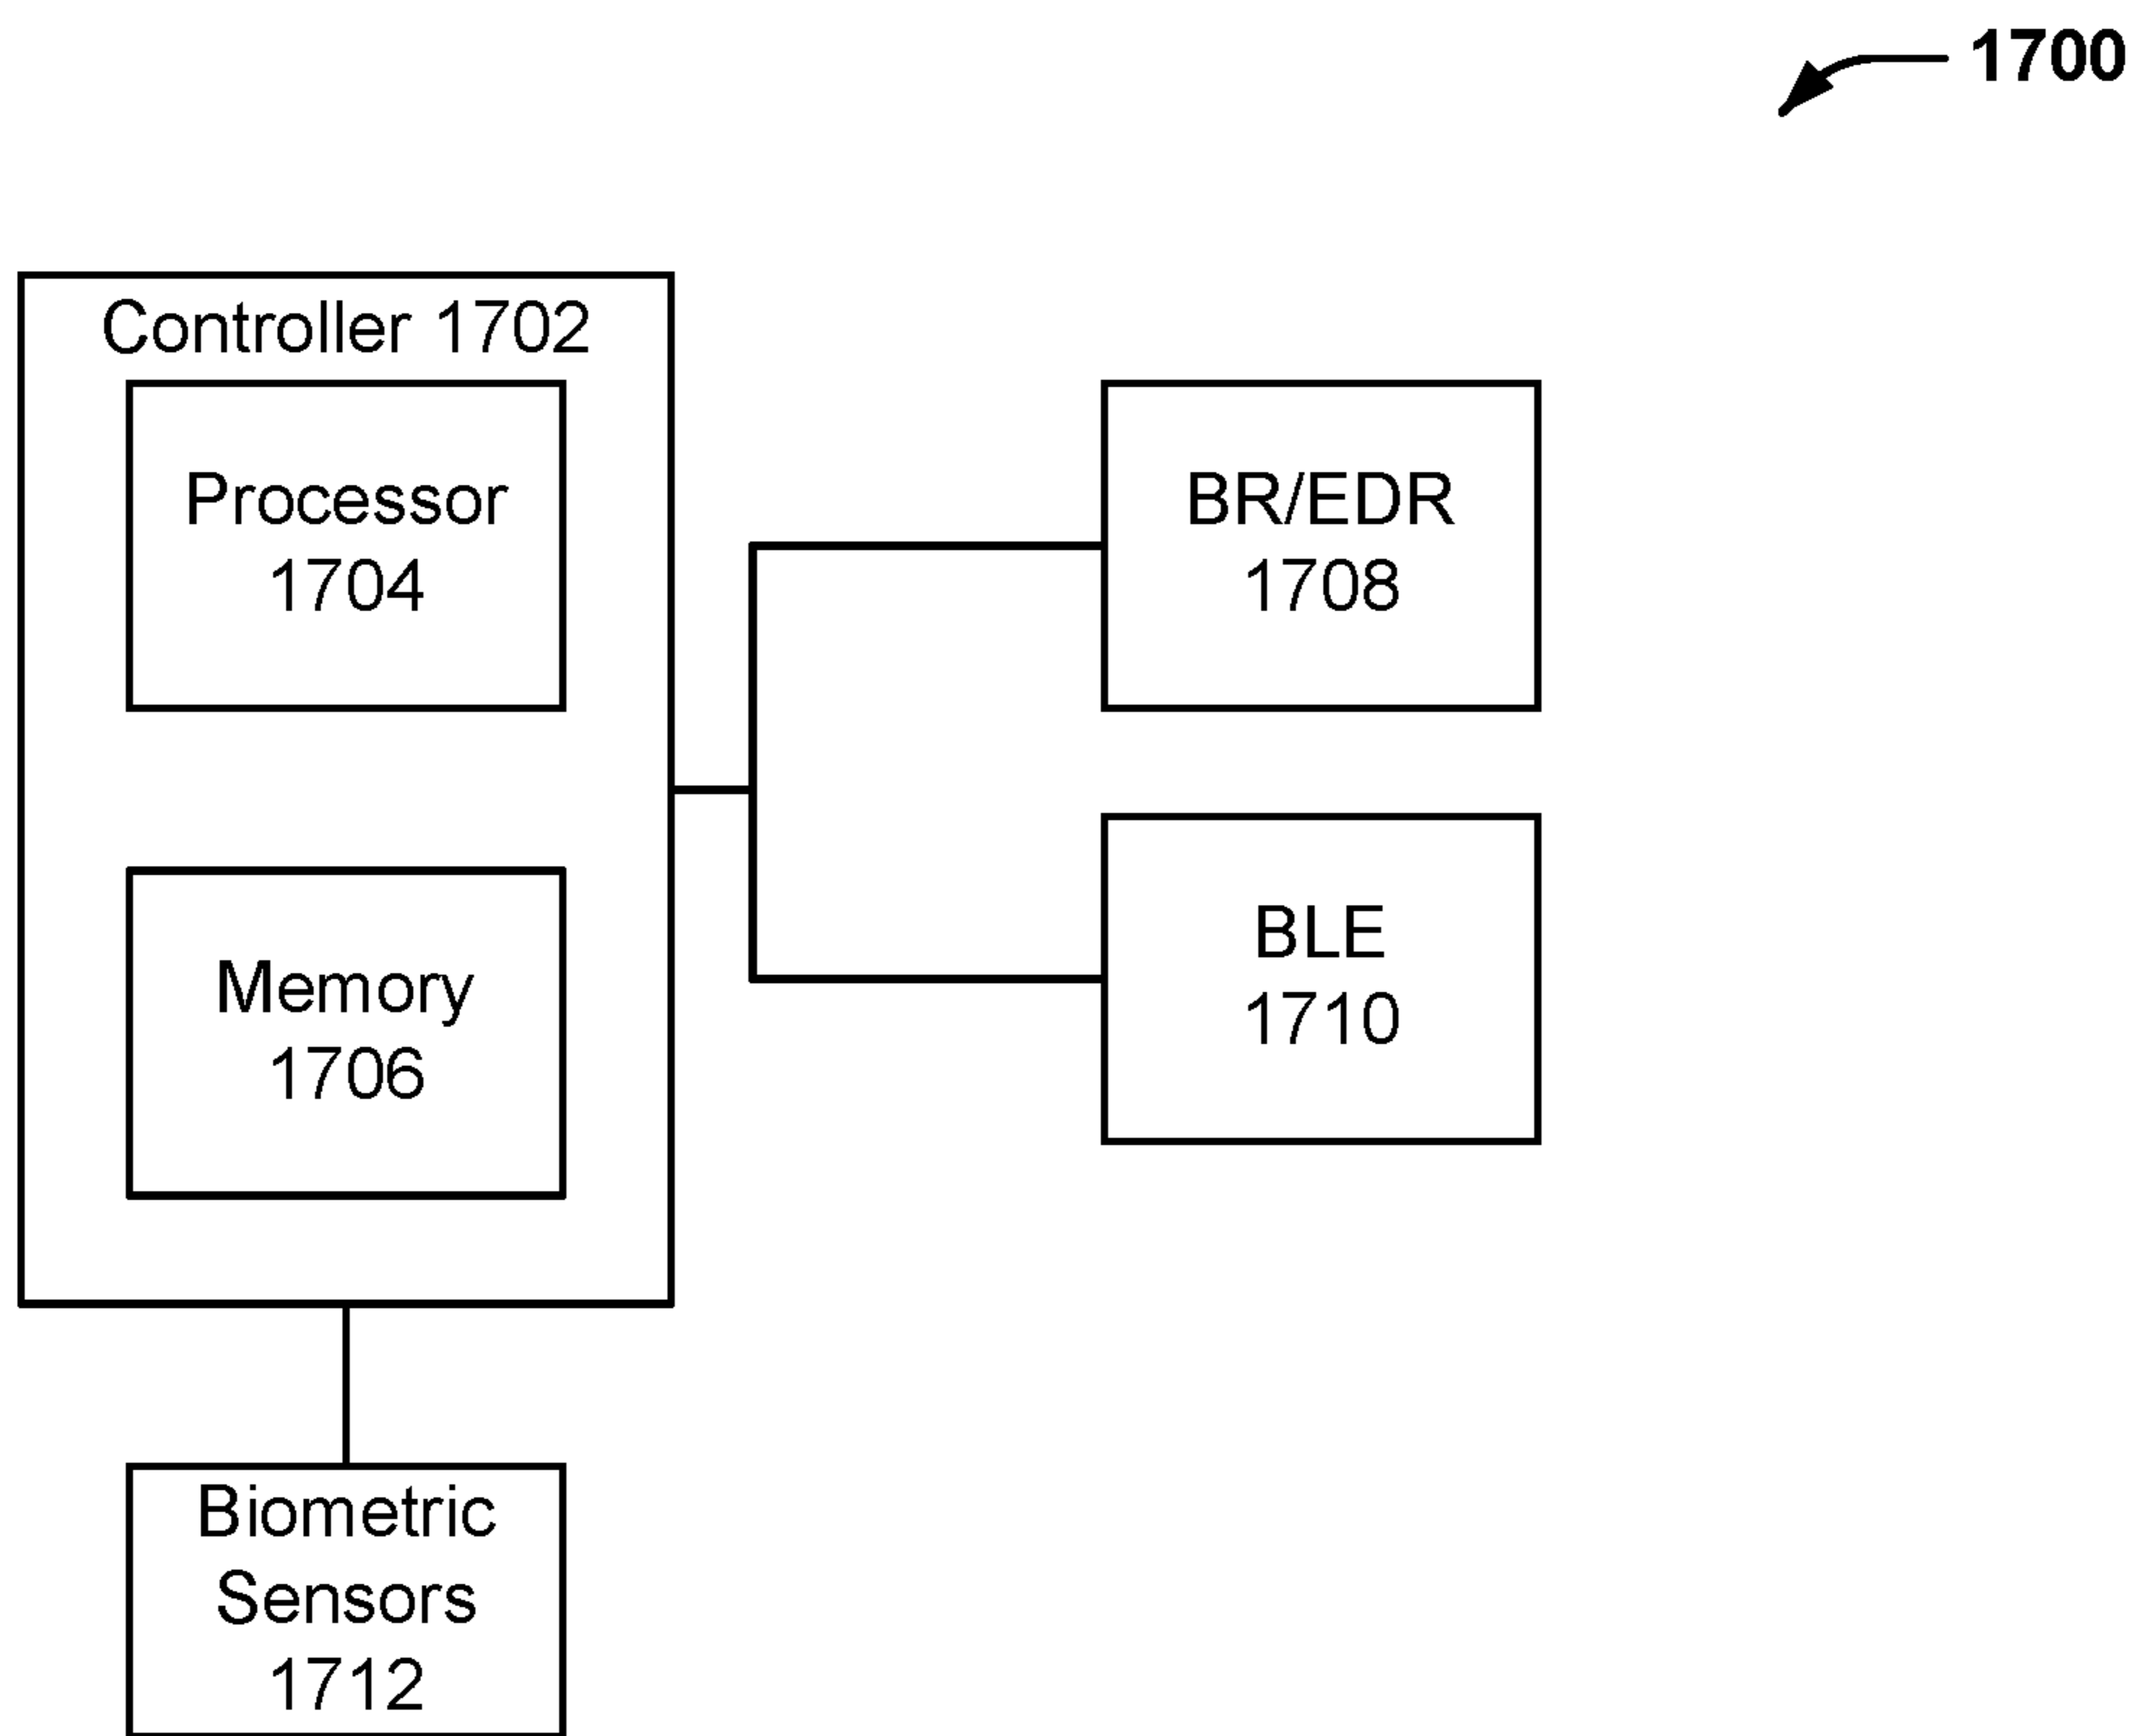 1700
Controller 1702
Processor
1704
BR/EDR
1708
Memory
1706
BLE
1710
Biometric
Sensors
1712